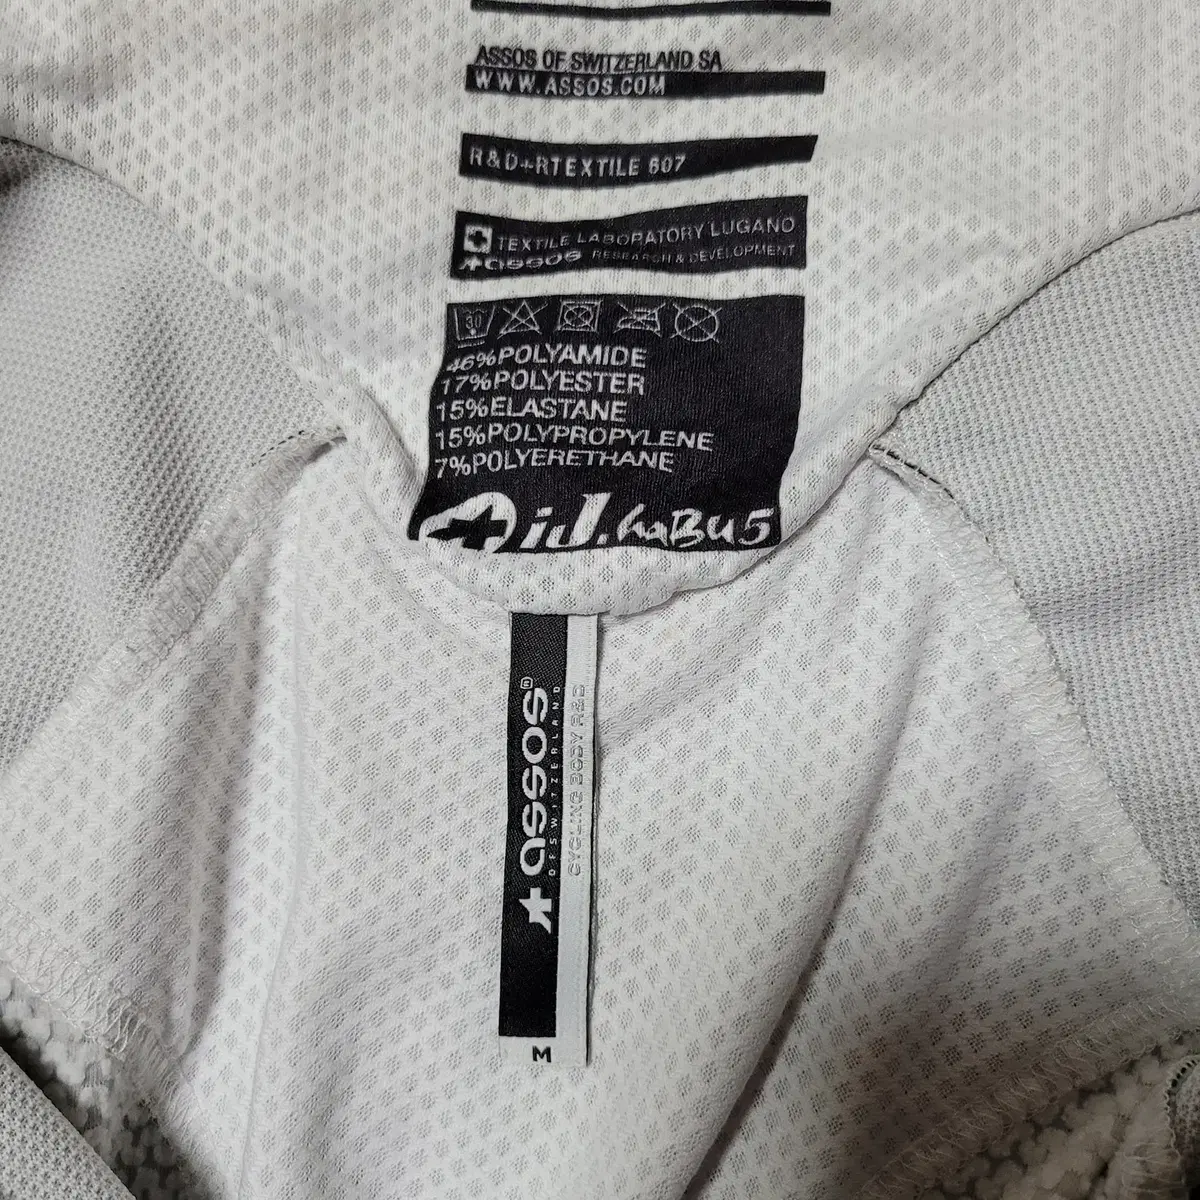 ASSOS OF SWITZERLAND SA
WWW.ASSOS.COM
R&D+RTEXTILE 607
TEXTILE LABORATORY LUGANO
assos RESEARCH & DEVELOPMENT
30
46%POLYAMIDE
17%POLYESTER
15%ELASTANE
15%POLYPROPYLENE
7%POLYERETHANE
iJ.HaBu5
assos®
OF SWITZERLAND
CYCLING BODY R&D
M